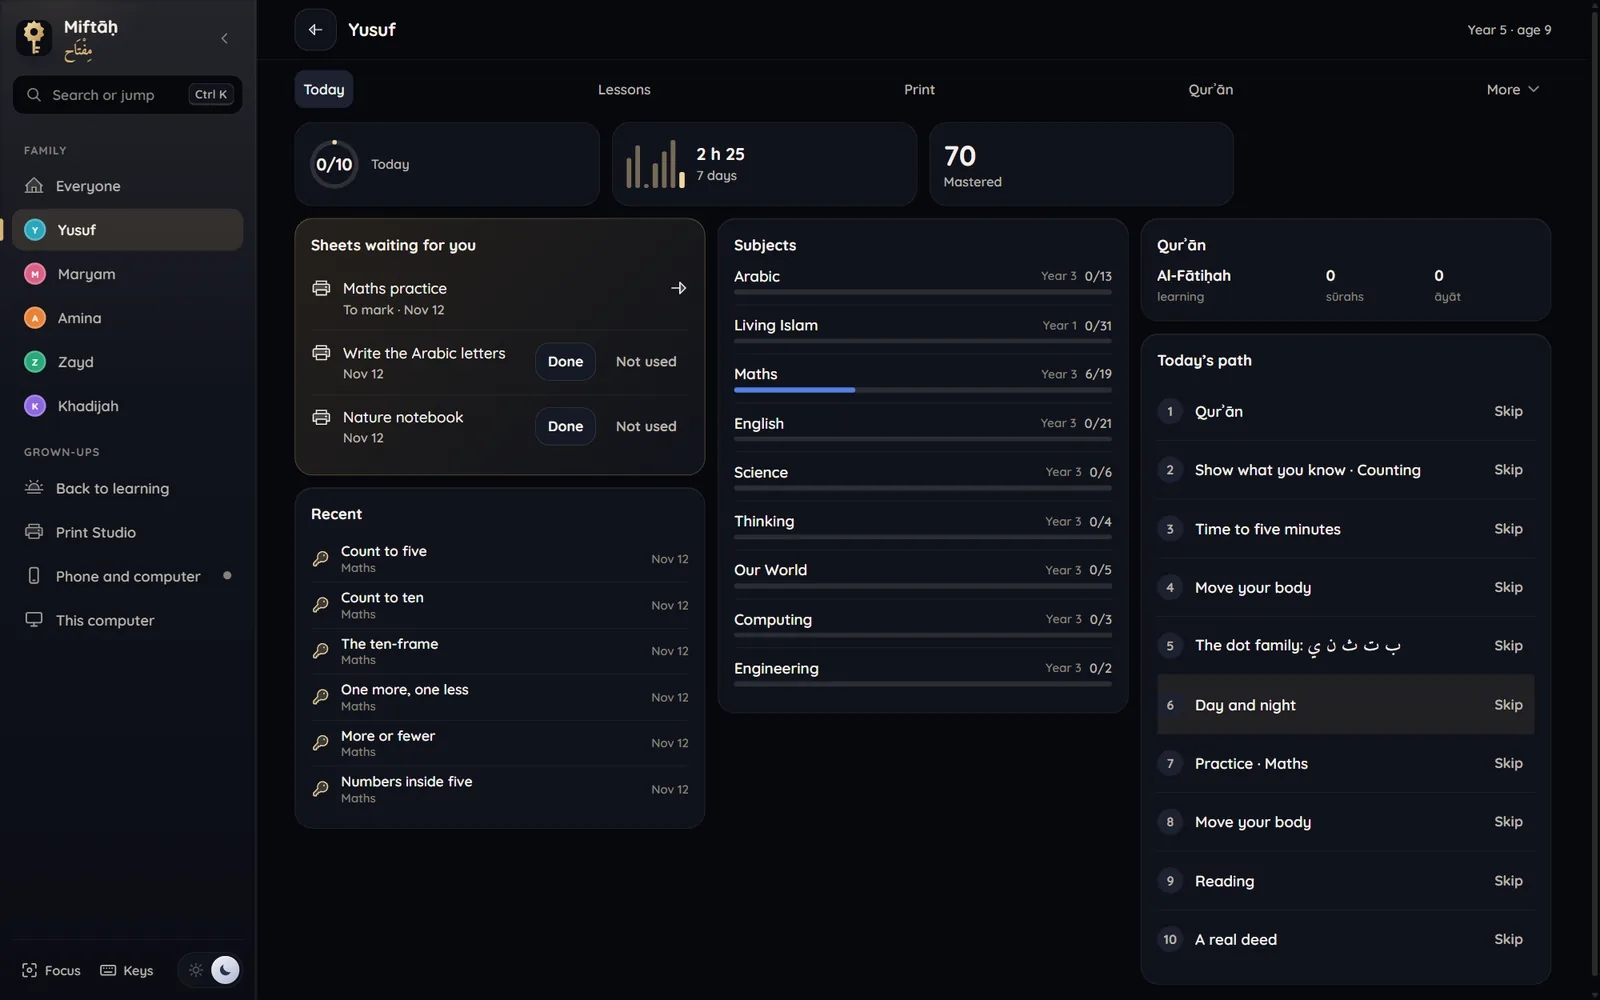 Miftāḥ
مِفْتَاح
Search or jump Ctrl K
FAMILY
Everyone
Y Yusuf
M Maryam
A Amina
Z Zayd
K Khadijah
GROWN-UPS
Back to learning
Print Studio
Phone and computer
This computer
Focus Keys
Yusuf
Year 5 · age 9
Today Lessons Print Qurʾān More
0/10 Today
2 h 25
7 days
70
Mastered
Sheets waiting for you
Maths practice
To mark · Nov 12
Write the Arabic letters
Nov 12
Done Not used
Nature notebook
Nov 12
Done Not used
Recent
Count to five
Maths
Nov 12
Count to ten
Maths
Nov 12
The ten-frame
Maths
Nov 12
One more, one less
Maths
Nov 12
More or fewer
Maths
Nov 12
Numbers inside five
Maths
Nov 12
Subjects
Arabic Year 3 0/13
Living Islam Year 1 0/31
Maths Year 3 6/19
English Year 3 0/21
Science Year 3 0/6
Thinking Year 3 0/4
Our World Year 3 0/5
Computing Year 3 0/3
Engineering Year 3 0/2
Qurʾān
Al-Fātiḥah 0 0
learning sūrahs āyāt
Today’s path
1 Qurʾān Skip
2 Show what you know · Counting Skip
3 Time to five minutes Skip
4 Move your body Skip
5 The dot family: ب ت ث ن ي Skip
6 Day and night Skip
7 Practice · Maths Skip
8 Move your body Skip
9 Reading Skip
10 A real deed Skip